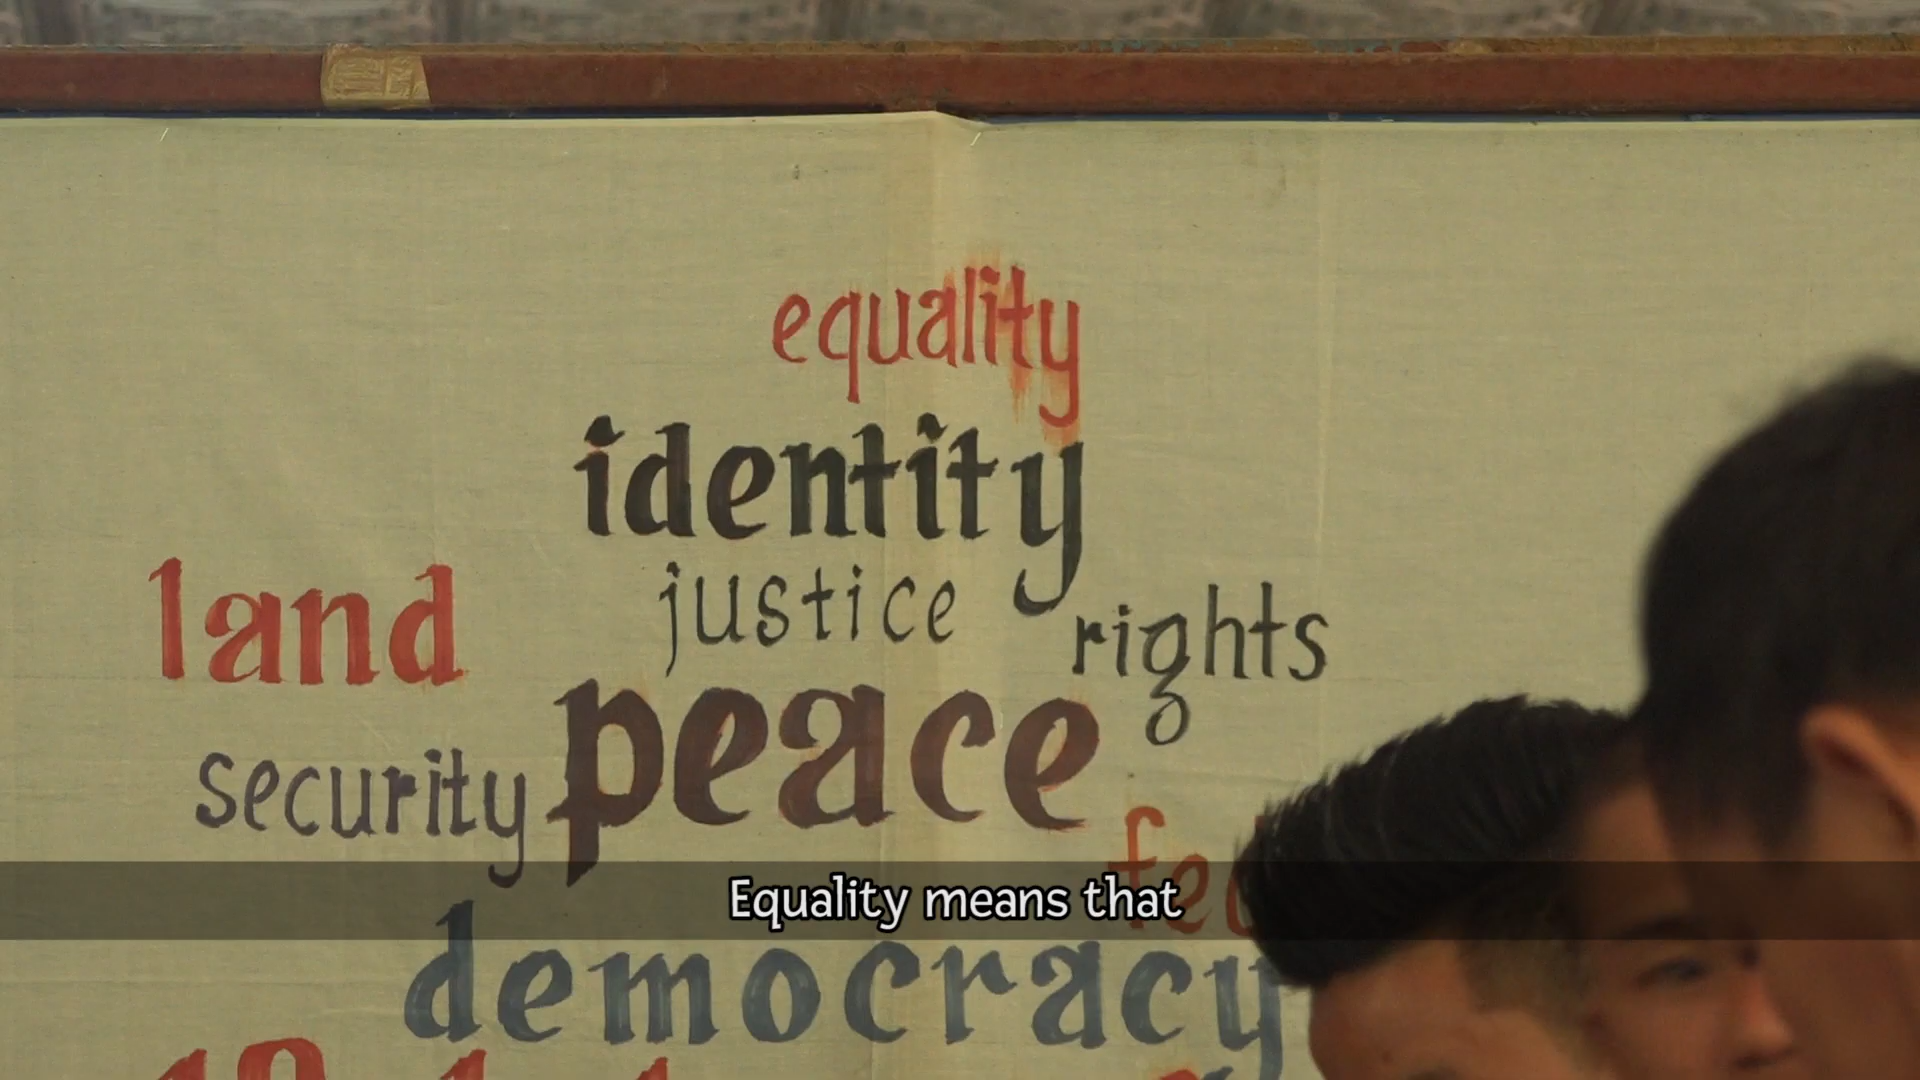 equality
identity
land
justice
rights
peace
security
Equality means that
democracy